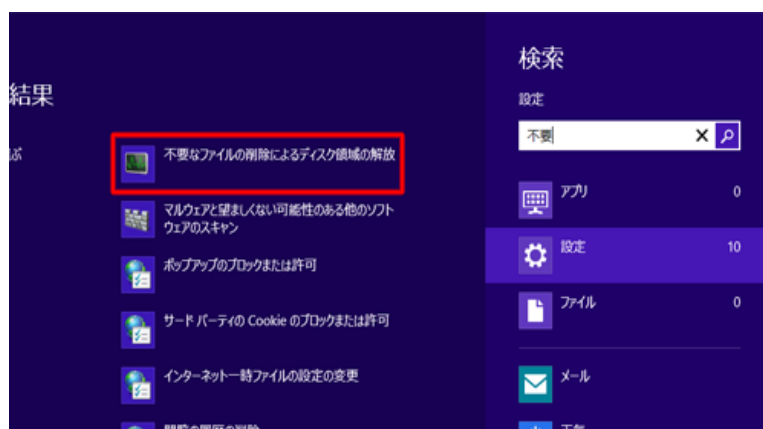 検索
結果
設定
不要
ぶ
不要なファイルの削除によるディスク領域の解放
アプリ
0
マルウェアと望ましくない可能性のある他のソフト
ウェアのスキャン
設定
10
ポップアップのブロックまたは許可
ファイル
0
サード パーティの Cookie のブロックまたは許可
インターネット一時ファイルの設定の変更
メール